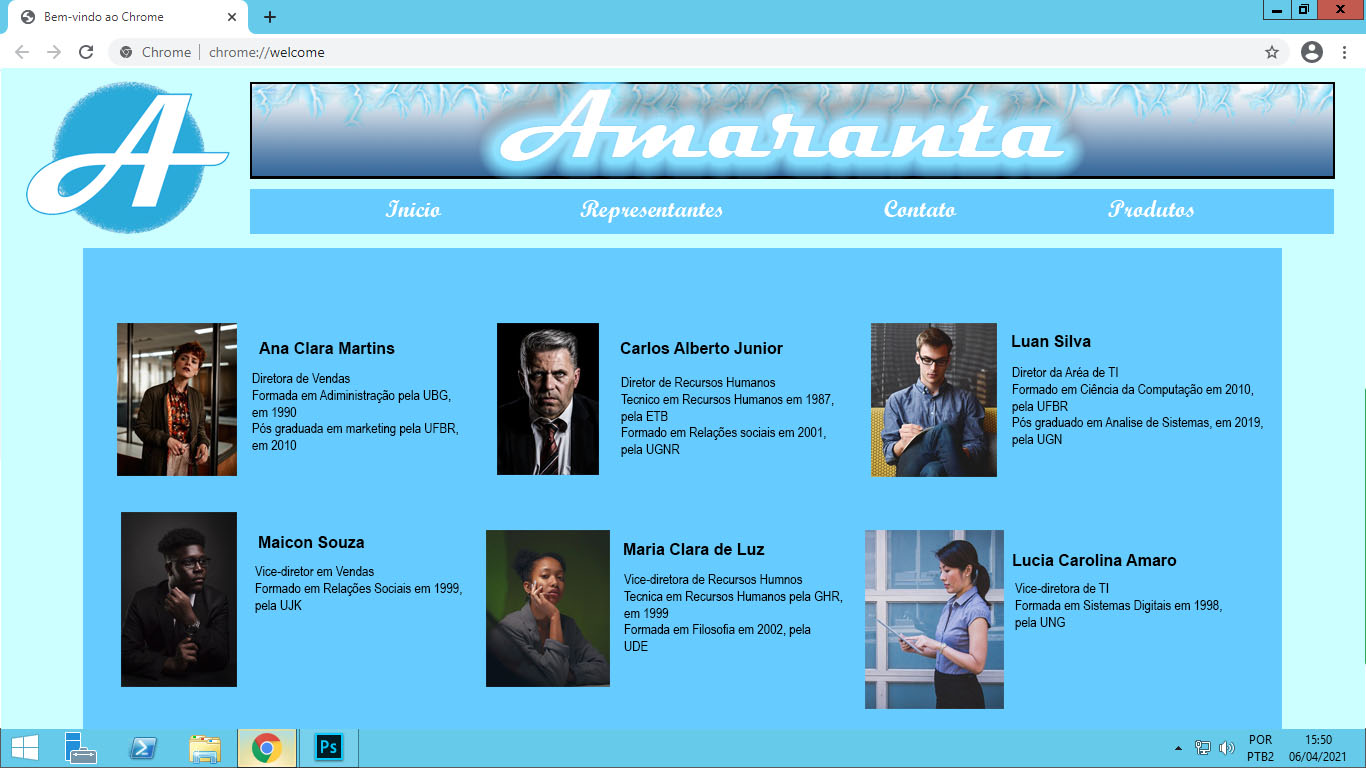 Bem-vindo ao Chrome
Chrome | chrome://welcome
A
Amaranta
Inicio Representantes Contato Produtos
Ana Clara Martins
Diretora de Vendas
Formada em Adiministração pela UBG,
em 1990
Pós graduada em marketing pela UFBR,
em 2010
Carlos Alberto Junior
Diretor de Recursos Humanos
Tecnico em Recursos Humanos em 1987,
pela ETB
Formado em Relações sociais em 2001,
pela UGNR
Luan Silva
Diretor da Aréa de TI
Formado em Ciência da Computação em 2010,
pela UFBR
Pós graduado em Analise de Sistemas, em 2019,
pela UGN
Maicon Souza
Vice-diretor em Vendas
Formado em Relações Sociais em 1999,
pela UJK
Maria Clara de Luz
Vice-diretora de Recursos Humnos
Tecnica em Recursos Humanos pela GHR,
em 1999
Formada em Filosofia em 2002, pela
UDE
Lucia Carolina Amaro
Vice-diretora de TI
Formada em Sistemas Digitais em 1998,
pela UNG
Ps
POR
PTB2
15:50
06/04/2021